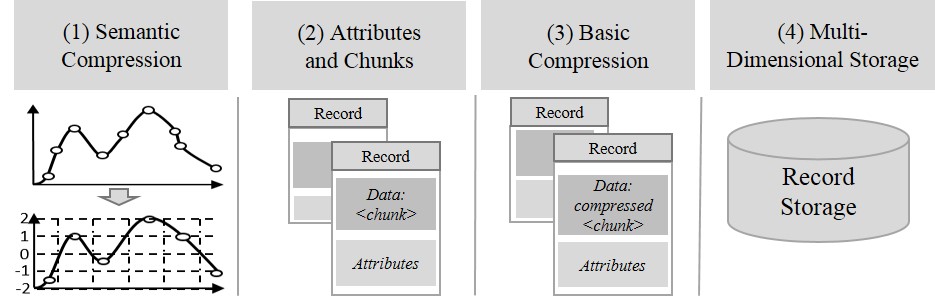 (1) Semantic
Compression
(2) Attributes
and Chunks
(3) Basic
Compression
(4) Multi-
Dimensional Storage
2
1
0
-1
-2
Record
Record
Data:
<chunk>
Attributes
Record
Record
Data:
compressed
<chunk>
Attributes
Record
Storage